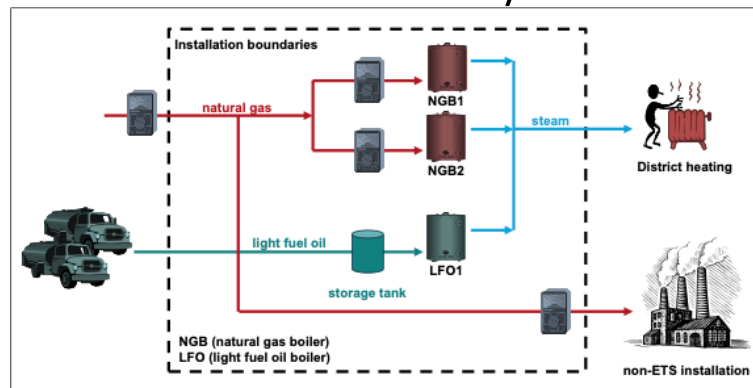 Installation boundaries
natural gas
NGB1
steam
NGB2
District heating
light fuel oil
LFO1
storage tank
NGB (natural gas boiler)
LFO (light fuel oil boiler)
non-ETS installation